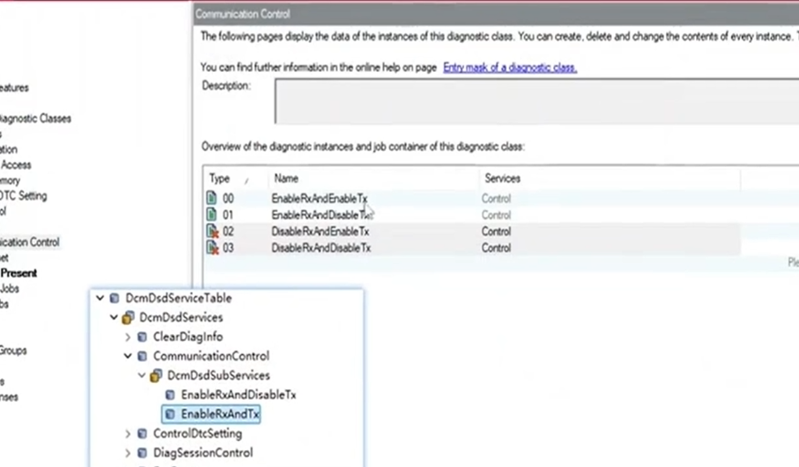 Communication Control
The following pages display the data of the instances of this diagnostic class. You can create, delete and change the contents of every instance.
You can find further information in the online help on page Entry mask of a diagnostic class.
Description:
Overview of the diagnostic instances and job container of this diagnostic class:
Type Name Services
00 EnableRxAndEnableTx Control
01 EnableRxAndDisableTx Control
02 DisableRxAndEnableTx Control
03 DisableRxAndDisableTx Control
Ple
eatures
iagnostic Classes
s
ation
Access
mory
DTC Setting
ol
ication Control
et
Present
Jobs
bs
Groups
s
nses
DcmDsdServiceTable
DcmDsdServices
ClearDiagInfo
CommunicationControl
DcmDsdSubServices
EnableRxAndDisableTx
EnableRxAndTx
ControlDtcSetting
DiagSessionControl